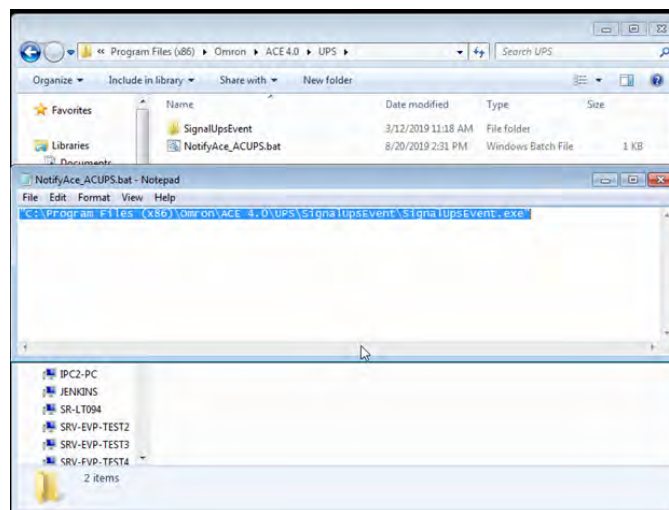 « Program Files (x86) ▸ Omron ▸ ACE 4.0 ▸ UPS ▸ Search UPS
Organize Include in library Share with New folder
Favorites Name Date modified Type Size
SignalUpsEvent 3/12/2019 11:18 AM File folder
Libraries NotifyAce_ACUPS.bat 8/20/2019 2:31 PM Windows Batch File 1 KB
Documents
NotifyAce_ACUPS.bat - Notepad
File Edit Format View Help
"C:\Program Files (x86)\Omron\ACE 4.0\UPS\SignalUpsEvent\SignalUpsEvent.exe"
IPC2-PC
JENKINS
SR-LT094
SRV-EVP-TEST2
SRV-EVP-TEST3
SRV-EVP-TEST4
2 items